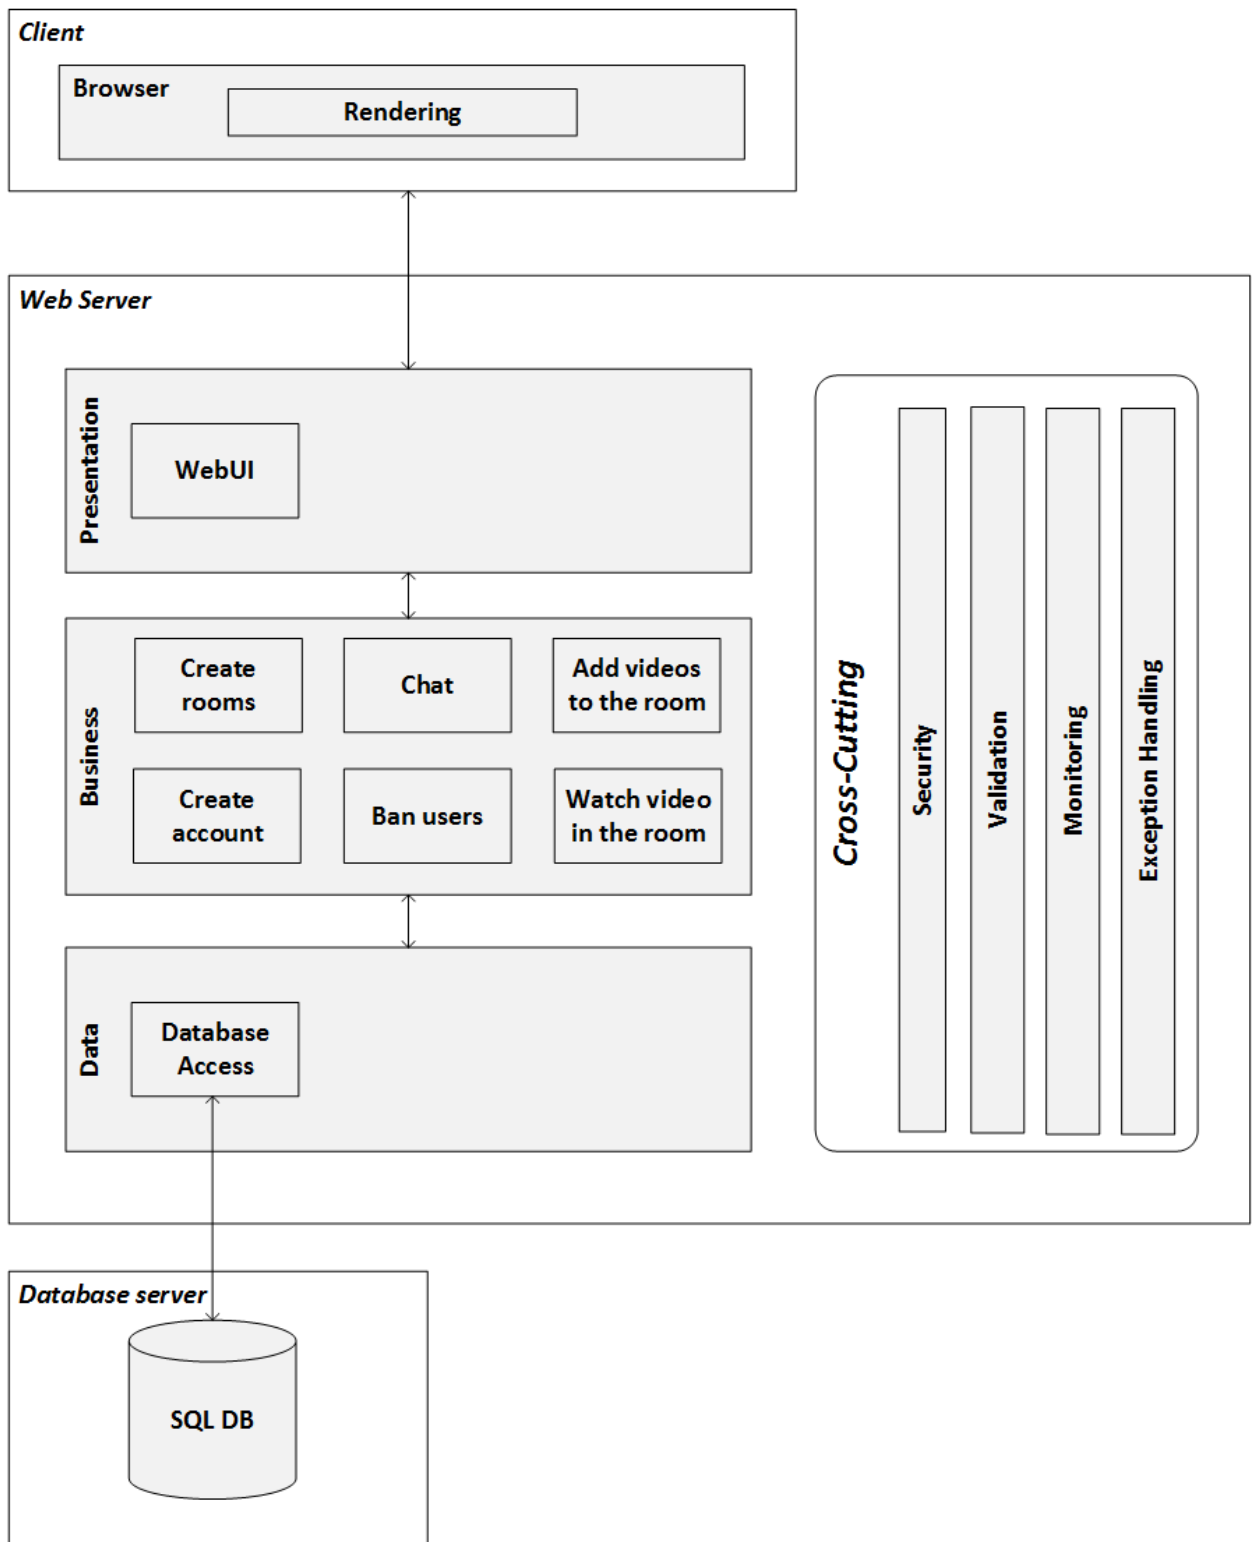 Client
Browser
Rendering
Web Server
Presentation
WebUI
Business
Create
rooms
Chat
Add videos
to the room
Create
account
Ban users
Watch video
in the room
Data
Database
Access
Cross-Cutting
Security
Validation
Monitoring
Exception Handling
Database server
SQL DB